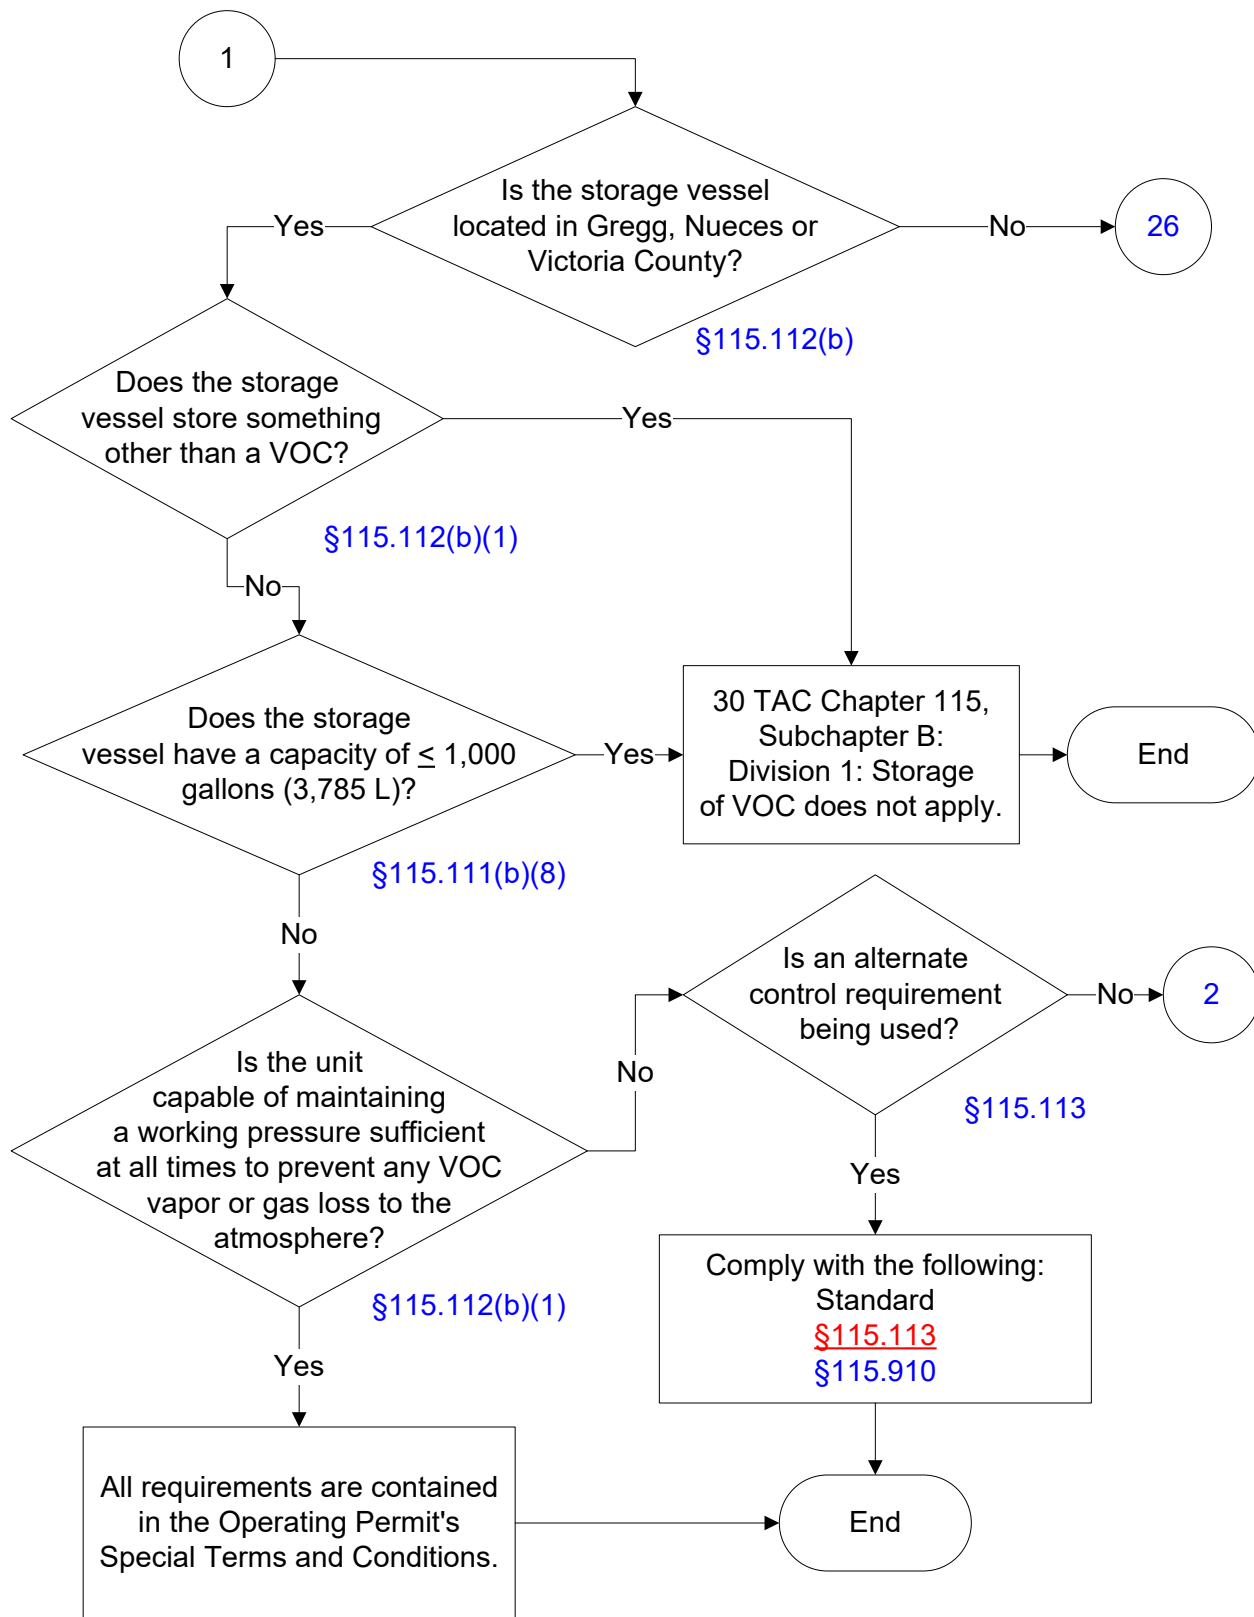 1
Is the storage vessel
located in Gregg, Nueces or
Victoria County?
Yes
No
26
§115.112(b)
Does the storage
vessel store something
other than a VOC?
Yes
§115.112(b)(1)
No
Does the storage
vessel have a capacity of ≤ 1,000
gallons (3,785 L)?
Yes
30 TAC Chapter 115,
Subchapter B:
Division 1: Storage
of VOC does not apply.
End
§115.111(b)(8)
No
Is an alternate
control requirement
being used?
No
2
§115.113
Is the unit
capable of maintaining
a working pressure sufficient
at all times to prevent any VOC
vapor or gas loss to the
atmosphere?
No
Yes
§115.112(b)(1)
Yes
Comply with the following:
Standard
§115.113
§115.910
All requirements are contained
in the Operating Permit's
Special Terms and Conditions.
End